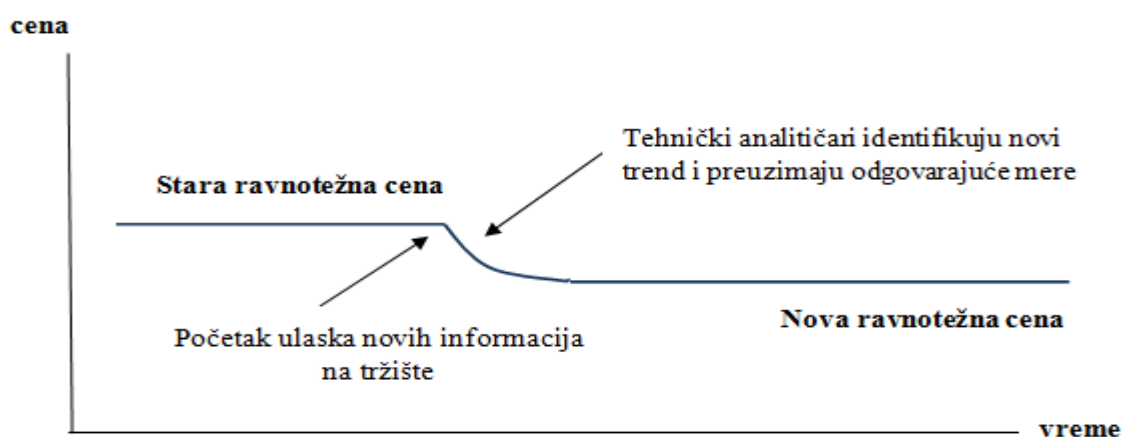 cena
Tehnički analitičari identifikuju novi
trend i preuzimaju odgovarajuće mere
Stara ravnotežna cena
Nova ravnotežna cena
Početak ulaska novih informacija
na tržište
vreme